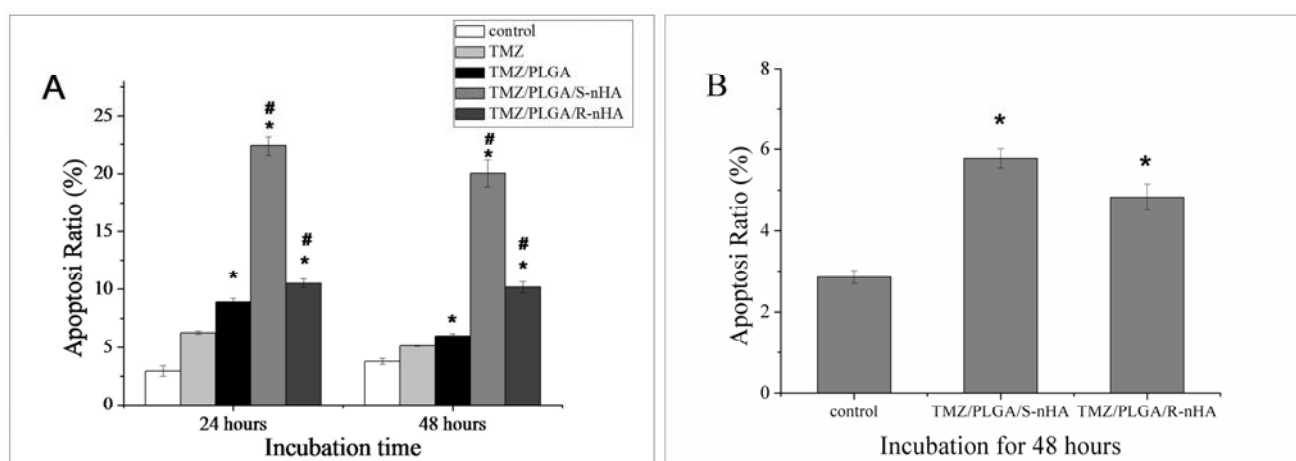 A
control
TMZ
TMZ/PLGA
TMZ/PLGA/S-nHA
TMZ/PLGA/R-nHA
Apoptosi Ratio (%)
25
20
15
10
5
0
#
*
*
#
*
#
*
*
#
*
24 hours
48 hours
Incubation time
B
Apoptosi Ratio (%)
8
6
4
2
0
*
*
control
TMZ/PLGA/S-nHA
TMZ/PLGA/R-nHA
Incubation for 48 hours